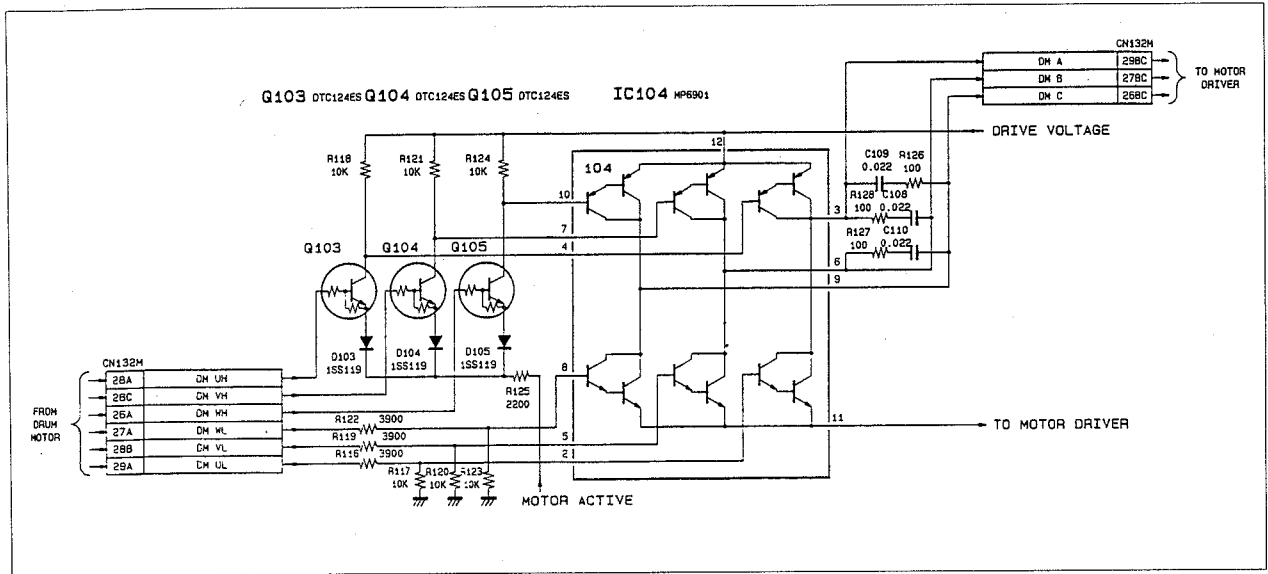 CN132M
DM A 29BC
DM B 27BC
DM C 26BC
TO MOTOR
DRIVER
Q103 DTC124ES Q104 DTC124ES Q105 DTC124ES IC104 MP6901
DRIVE VOLTAGE
R118
10K
R121
10K
R124
10K
12
104
C109
0.022
R126
100
10
3
R128
100
C108
0.022
7
4
R127
100
C110
0.022
Q103
Q104
Q105
6
9
D103
1SS119
D104
1SS119
D105
1SS119
8
R125
2200
CN132M
28A DM UH
28C DM VH
26A DM WH
27A DM WL
28B DM VL
29A DM UL
FROM
DRUM
MOTOR
R122 3900
R119 3900
R116 3900
5
2
11
TO MOTOR DRIVER
R117
10K
R120
10K
R123
10K
MOTOR ACTIVE